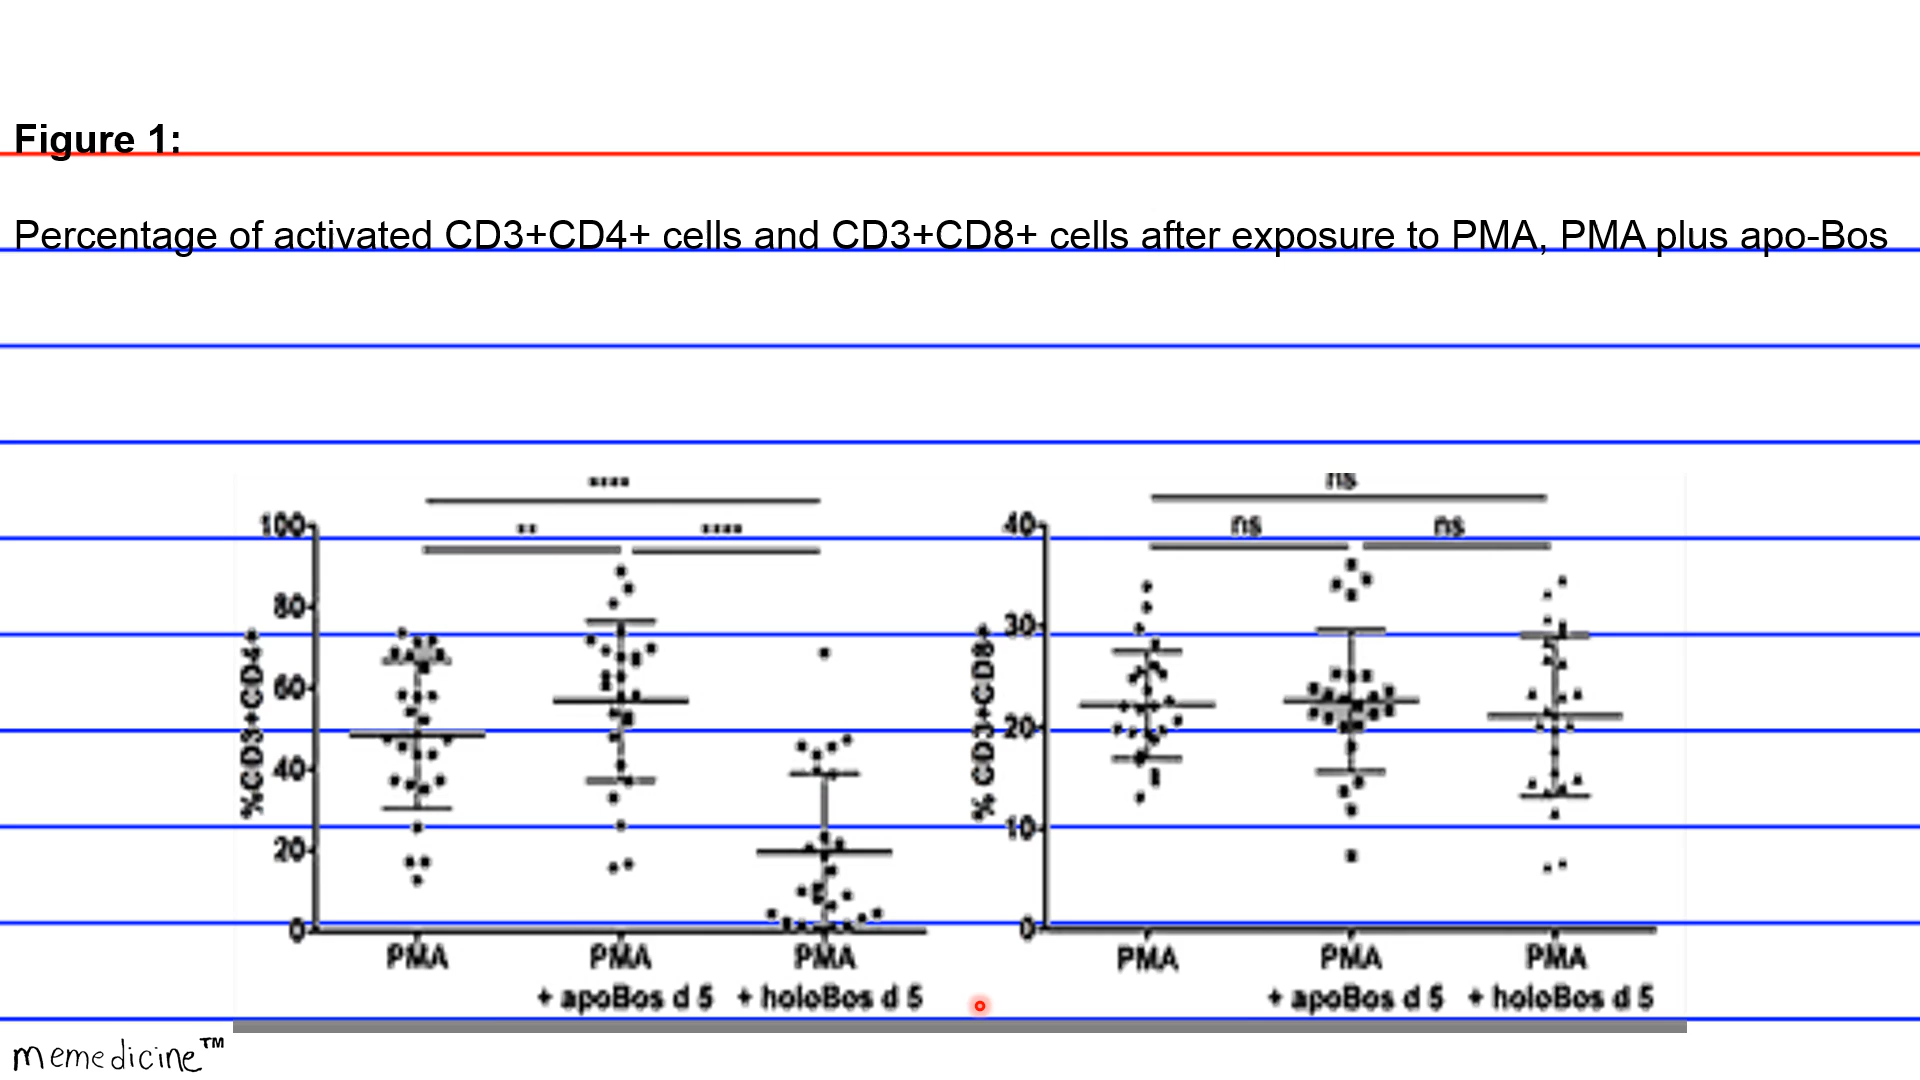 Figure 1:
Percentage of activated CD3+CD4+ cells and CD3+CD8+ cells after exposure to PMA, PMA plus apo-Bos
****
** ****
100
80
60
40
20
0
%CD3+CD4+
PMA PMA PMA
+ apoBos d 5 + holoBos d 5
ns
ns ns
40
30
20
10
0
% CD3+CD8+
PMA PMA PMA
+ apoBos d 5 + holoBos d 5
memedicine™